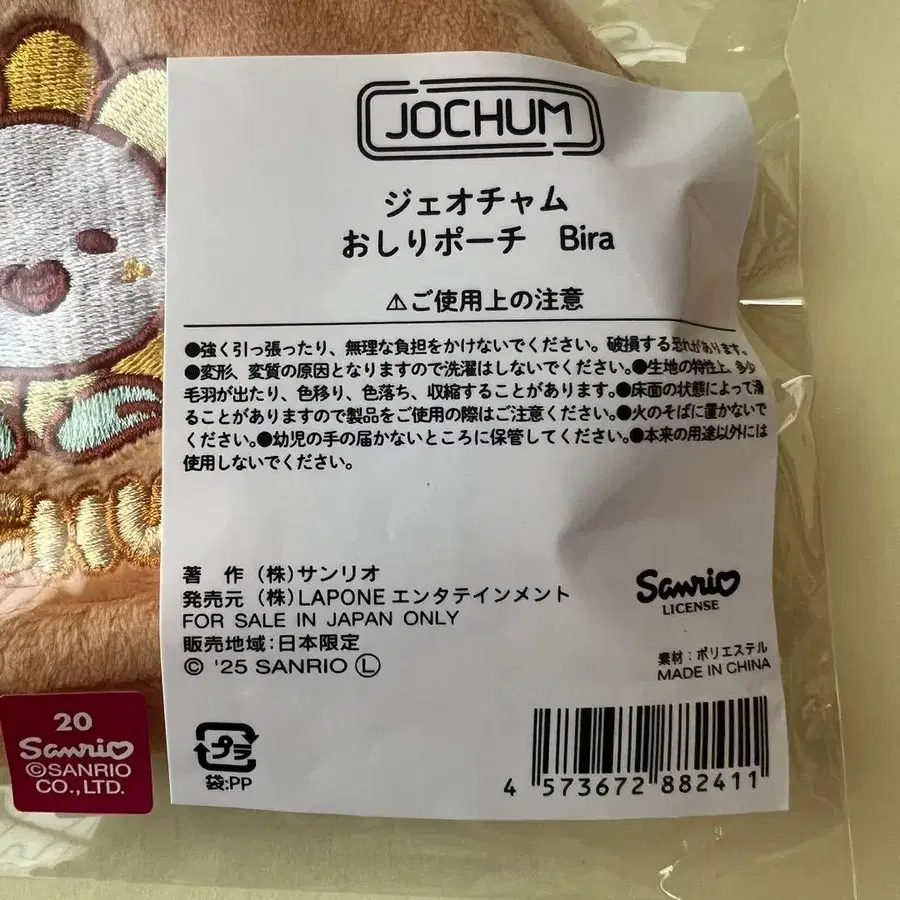 JOCHUM
ジェオチャム
おしりポーチ Bira
⚠ご使用上の注意
●強く引っ張ったり、無理な負担をかけないでください。破損する恐れがあります。
●変形、変質の原因となりますので洗濯はしないでください。●生地の特性上、多少
毛羽が出たり、色移り、色落ち、収縮することがあります。●床面の状態によって滑
ることがありますので製品をご使用の際はご注意ください。●火のそばに置かないで
ください。●幼児の手の届かないところに保管してください。●本来の用途以外には
使用しないでください。
著 作 (株)サンリオ
発売元 (株)LAPONE エンタテインメント
FOR SALE IN JAPAN ONLY
販売地域:日本限定
© '25 SANRIO Ⓛ
Sanrio
LICENSE
素材:ポリエステル
MADE IN CHINA
プラ
袋:PP
4 573672 882411
20
Sanrio
©SANRIO
CO.,LTD.